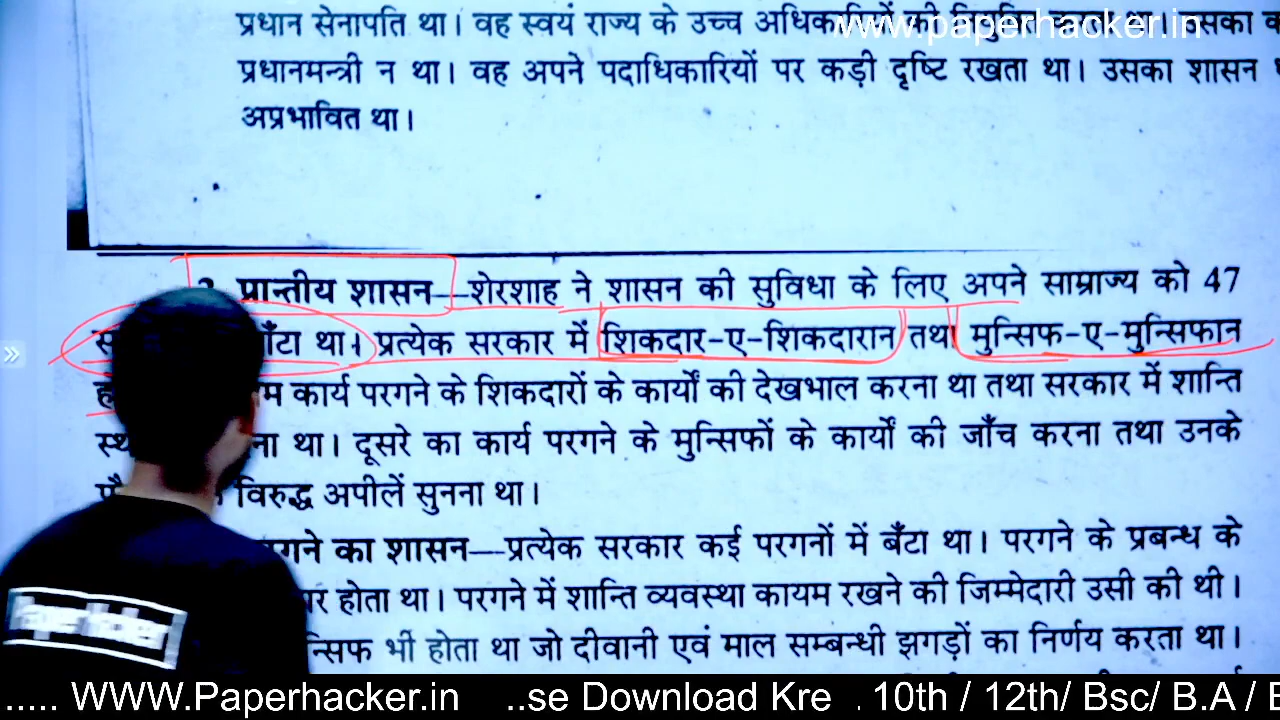 प्रधान सेनापति था। वह स्वयं राज्य के उच्च अधिकारियों की नियुक्ति करता था। उसका
www.paperhacker.in
प्रधानमन्त्री न था। वह अपने पदाधिकारियों पर कड़ी दृष्टि रखता था। उसका शासन
अप्रभावित था।
प्रान्तीय शासन—शेरशाह ने शासन की सुविधा के लिए अपने साम्राज्य को 47
बाँटा था। प्रत्येक सरकार में शिकदार-ए-शिकदारान तथा मुन्सिफ-ए-मुन्सिफान
कार्य परगने के शिकदारों के कार्यों की देखभाल करना था तथा सरकार में शान्ति
था। दूसरे का कार्य परगने के मुन्सिफों के कार्यों की जाँच करना तथा उनके
विरुद्ध अपीलें सुनना था।
का शासन—प्रत्येक सरकार कई परगनों में बँटा था। परगने के प्रबन्ध के
होता था। परगने में शान्ति व्यवस्था कायम रखने की जिम्मेदारी उसी की थी।
भी होता था जो दीवानी एवं माल सम्बन्धी झगड़ों का निर्णय करता था।
Paper Hacker
..... WWW.Paperhacker.in ..se Download Kre . 10th / 12th/ Bsc/ B.A /